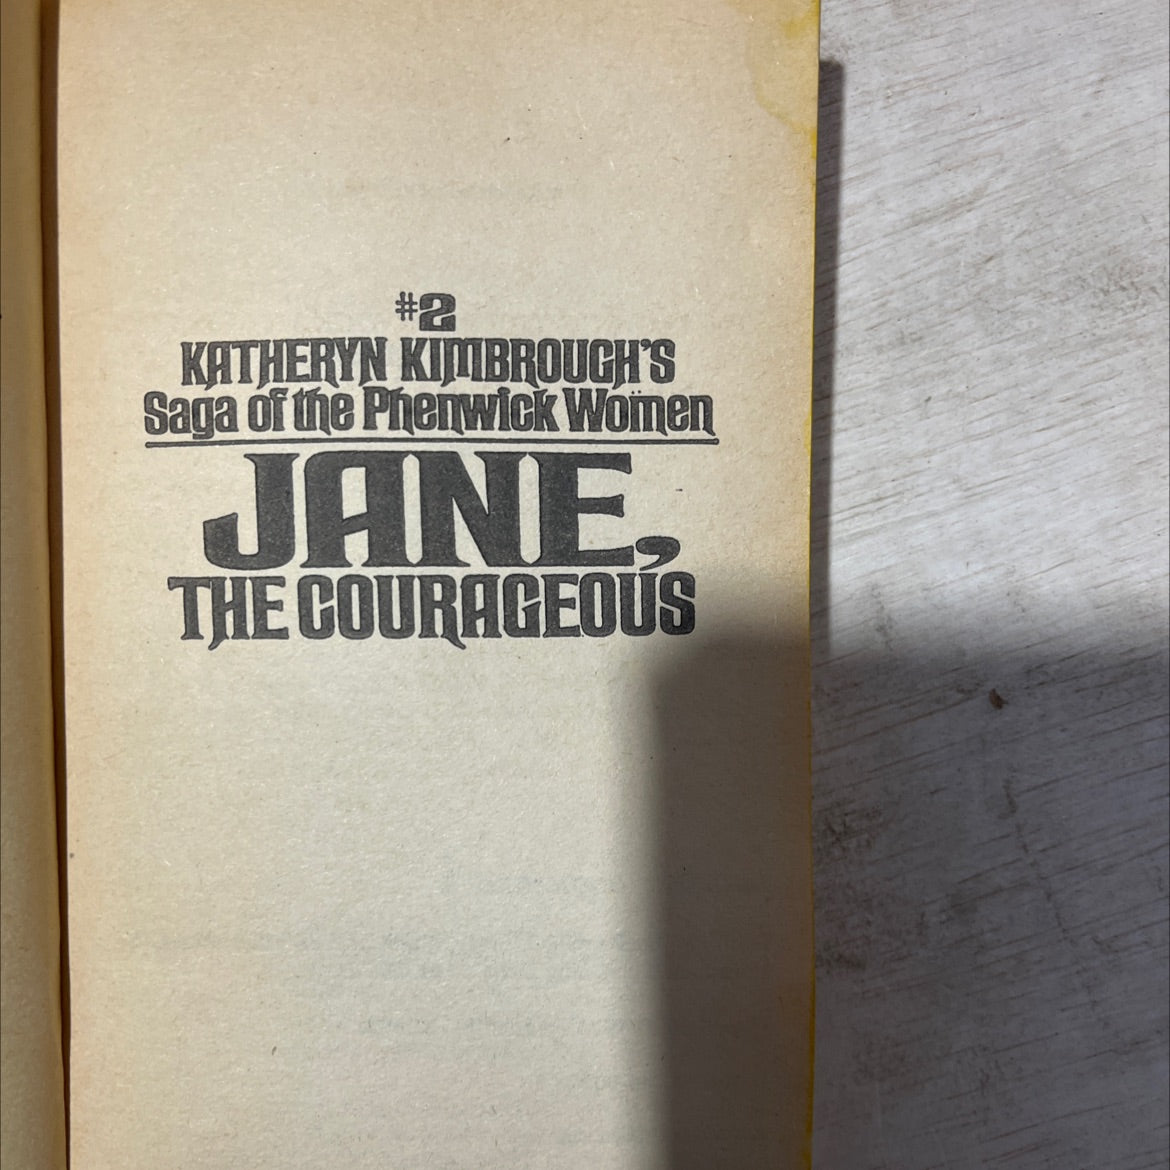 #2
KATHERYN KIMBROUGH'S
Saga of the Phenwick Women
JANE,
THE COURAGEOUS